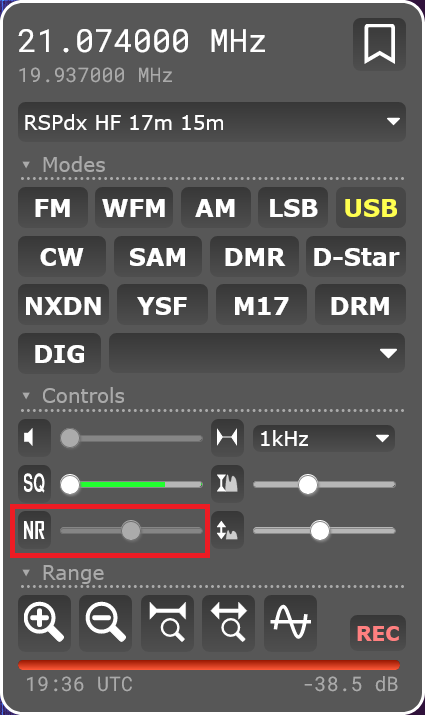 21.074000 MHz
19.937000 MHz
RSPdx HF 17m 15m
Modes
FM WFM AM LSB USB
CW SAM DMR D-Star
NXDN YSF M17 DRM
DIG
Controls
1kHz
SQ
NR
Range
REC
19:36 UTC -38.5 dB